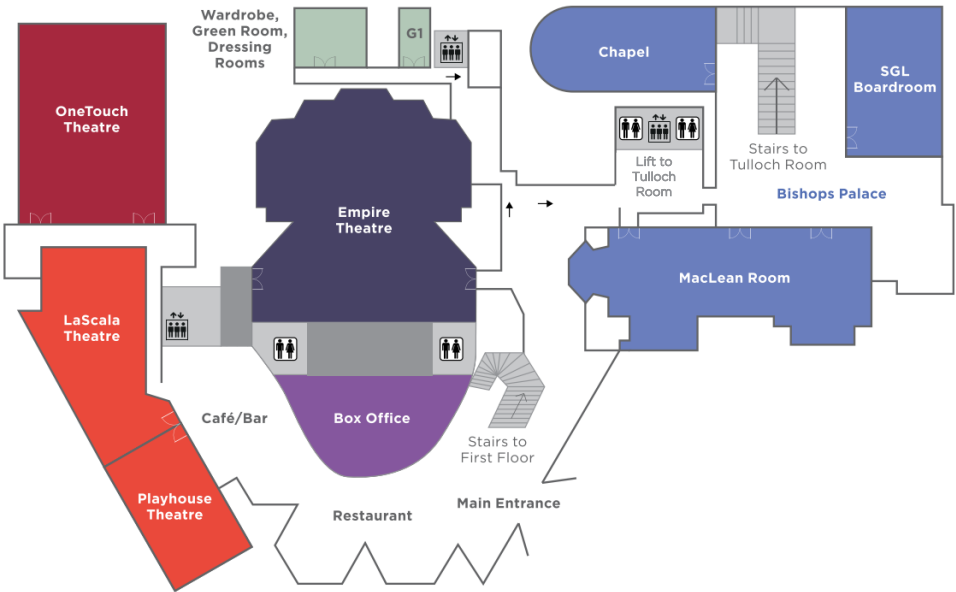 Wardrobe,
Green Room,
Dressing
Rooms
G1
Chapel
SGL
Boardroom
OneTouch
Theatre
Stairs to
Tulloch Room
Lift to
Tulloch
Room
Bishops Palace
Empire
Theatre
MacLean Room
LaScala
Theatre
Café/Bar
Box Office
Stairs to
First Floor
Playhouse
Theatre
Restaurant
Main Entrance